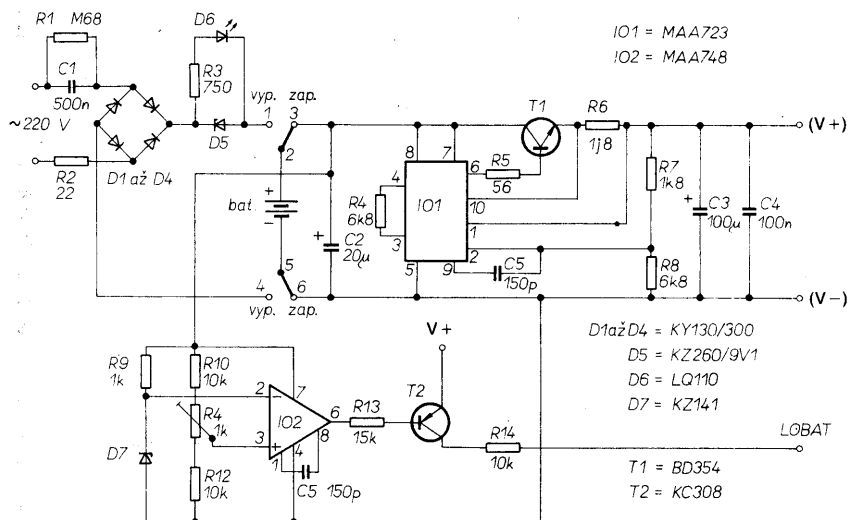 R1 M68
D6
IO1 = MAA723
IO2 = MAA748
C1
500n
R3
750
vyp. zap.
1 3
T1
R6
1j8
(V+)
~220 V
D5
2
8 7
6 R5
56
R7
1k8
R2
22
D1 až D4
4
R4
6k8
3
IO1
10
1
2
+
bat.
-
+ C2
20µ
+ C3
100µ
C4
100n
5
5 9
C5
150p
R8
6k8
4 6
vyp. zap.
(V-)
V+
D1ažD4 = KY130/300
D5 = KZ260/9V1
D6 = LQ110
D7 = KZ141
R9
1k
R10
10k
2 - 7
IO2
6
R13
15k
T2
R4
1k
3 +
8
4
1
D7
R14
10k
LOBAT
R12
10k
C5 150p
T1 = BD354
T2 = KC308